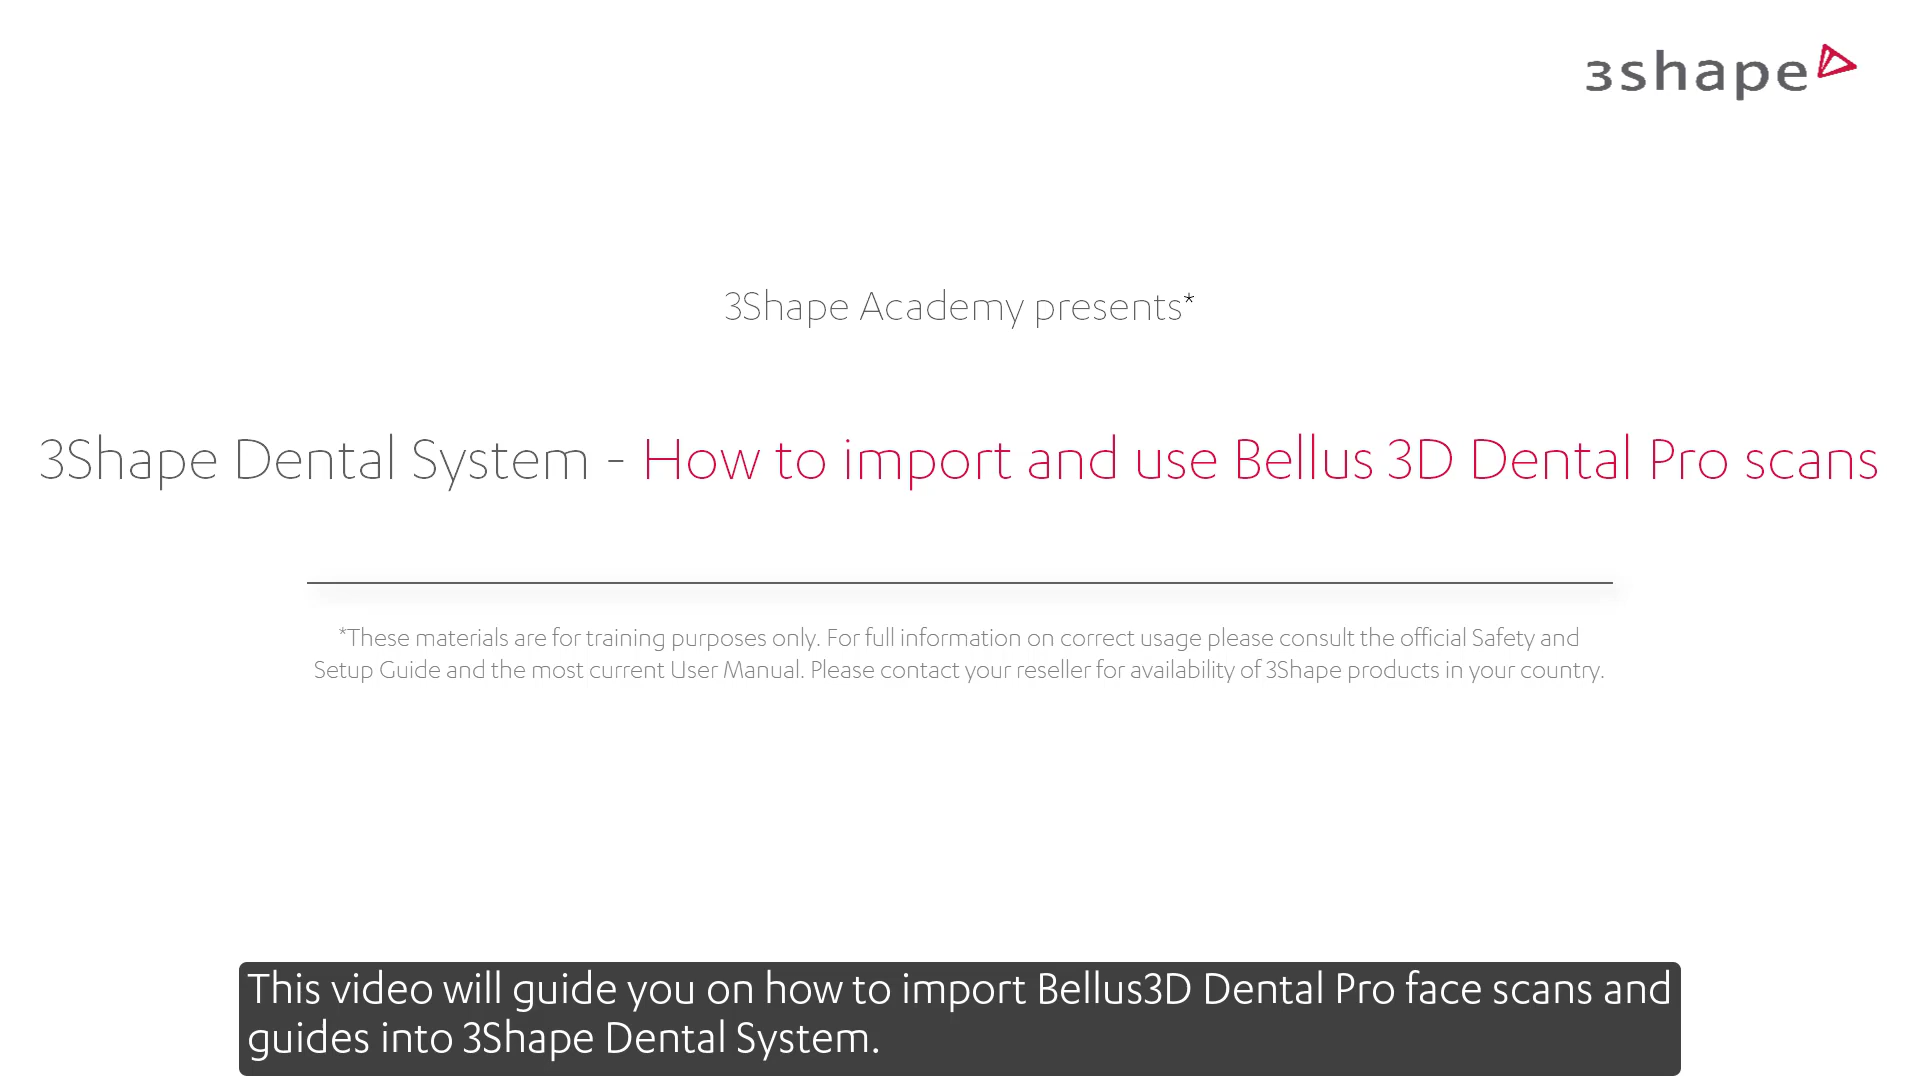 3shape
3Shape Academy presents*
3Shape Dental System - How to import and use Bellus 3D Dental Pro scans
*These materials are for training purposes only. For full information on correct usage please consult the official Safety and
Setup Guide and the most current User Manual. Please contact your reseller for availability of 3Shape products in your country.
This video will guide you on how to import Bellus3D Dental Pro face scans and
guides into 3Shape Dental System.